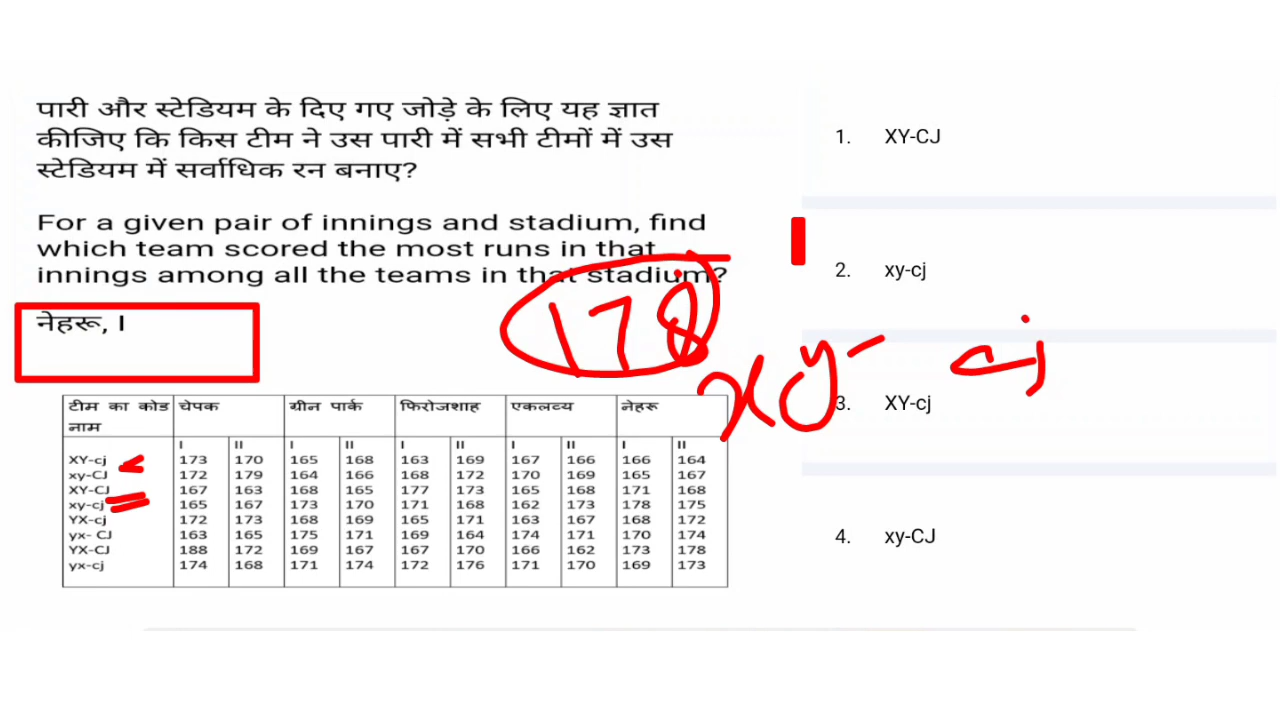 पारी और स्टेडियम के दिए गए जोड़े के लिए यह ज्ञात
कीजिए कि किस टीम ने उस पारी में सभी टीमों में उस
स्टेडियम में सर्वाधिक रन बनाए?
For a given pair of innings and stadium, find
which team scored the most runs in that
innings among all the teams in that stadium?
नेहरू, I
178
xy- cj
टीम का कोड नाम चेपक ग्रीन पार्क फिरोजशाह एकलव्य नेहरू
I II I II I II I II I II
XY-cj 173 170 165 168 163 169 167 166 166 164
xy-CJ 172 179 164 166 168 172 170 169 165 167
XY-CJ 167 163 168 165 177 173 165 168 171 168
xy-cj 165 167 173 170 171 168 162 173 178 175
YX-cj 172 173 168 169 165 171 163 167 168 172
yx- CJ 163 165 175 171 169 164 174 171 170 174
YX-CJ 188 172 169 167 167 170 166 162 173 178
yx-cj 174 168 171 174 172 176 171 170 169 173
1. XY-CJ
2. xy-cj
3. XY-cj
4. xy-CJ